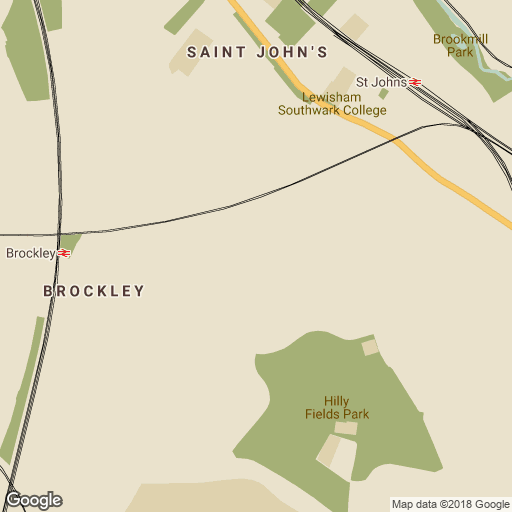 Brookmill
Park
SAINT JOHN'S
St Johns
Lewisham
Southwark College
Brockley
BROCKLEY
Hilly
Fields Park
Google
Map data ©2018 Google